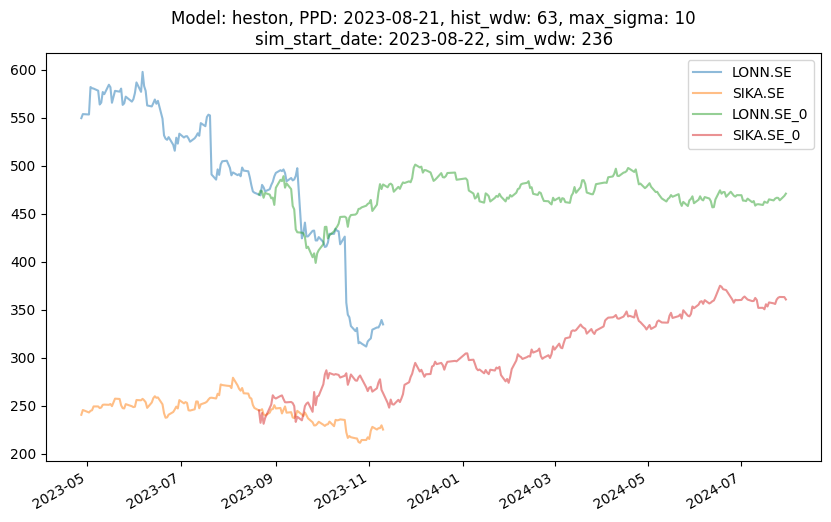 Model: heston, PPD: 2023-08-21, hist_wdw: 63, max_sigma: 10
sim_start_date: 2023-08-22, sim_wdw: 236
LONN.SE
SIKA.SE
LONN.SE_0
SIKA.SE_0
600
550
500
450
400
350
300
250
200
2023-05
2023-07
2023-09
2023-11
2024-01
2024-03
2024-05
2024-07